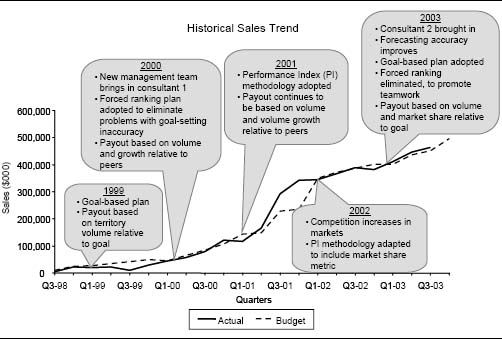 Historical Sales Trend
2003
• Consultant 2 brought in
• Forecasting accuracy
improves
• Goal-based plan adopted
• Forced ranking
eliminated, to promote
teamwork
• Payout based on volume
and market share relative
to goal
2000
• New management team
brings in consultant 1
• Forced ranking plan
adopted to eliminate
problems with goal-setting
inaccuracy
• Payout based on volume
and growth relative to
peers
2001
• Performance Index (PI)
methodology adopted
• Payout continues to
be based on volume
and volume growth
relative to peers
1999
• Goal-based plan
• Payout based
on territory
volume relative
to goal
2002
• Competition increases in
markets
• PI methodology adapted
to include market share
metric
Sales ($000)
600,000
500,000
400,000
300,000
200,000
100,000
0
Q3-98 Q1-99 Q3-99 Q1-00 Q3-00 Q1-01 Q3-01 Q1-02 Q3-02 Q1-03 Q3-03
Quarters
Actual Budget